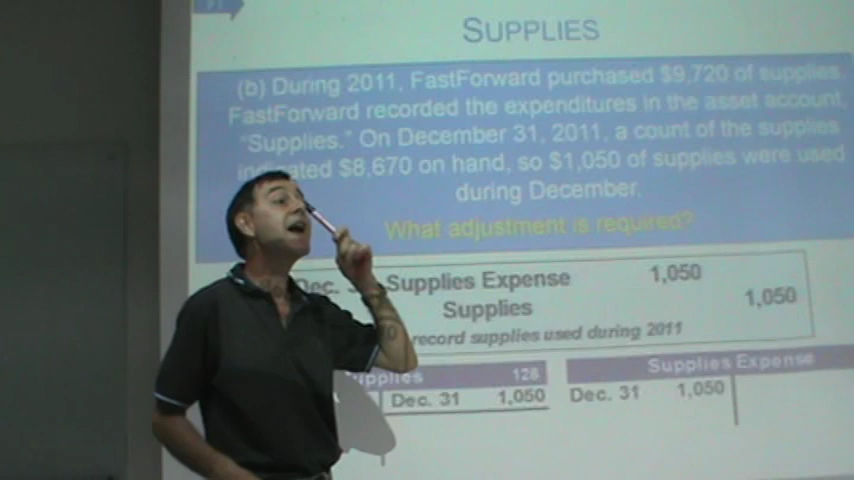 SUPPLIES
(b) During 2011, FastForward purchased $9,720 of supplies.
FastForward recorded the expenditures in the asset account,
"Supplies." On December 31, 2011, a count of the supplies
indicated $8,670 on hand, so $1,050 of supplies were used
during December.
What adjustment is required?
Dec. Supplies Expense 1,050
Supplies 1,050
record supplies used during 2011
Supplies 128 Supplies Expense
Dec. 31 1,050 Dec. 31 1,050